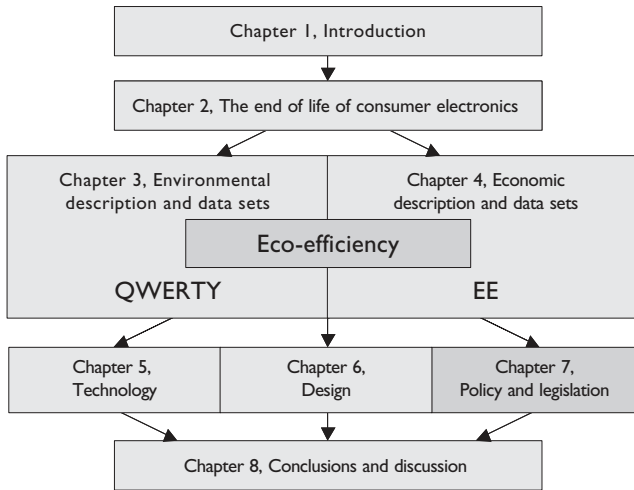 Chapter 1, Introduction
Chapter 2, The end of life of consumer electronics
Chapter 3, Environmental
description and data sets
Chapter 4, Economic
description and data sets
Eco-efficiency
QWERTY
EE
Chapter 5,
Technology
Chapter 6,
Design
Chapter 7,
Policy and legislation
Chapter 8, Conclusions and discussion